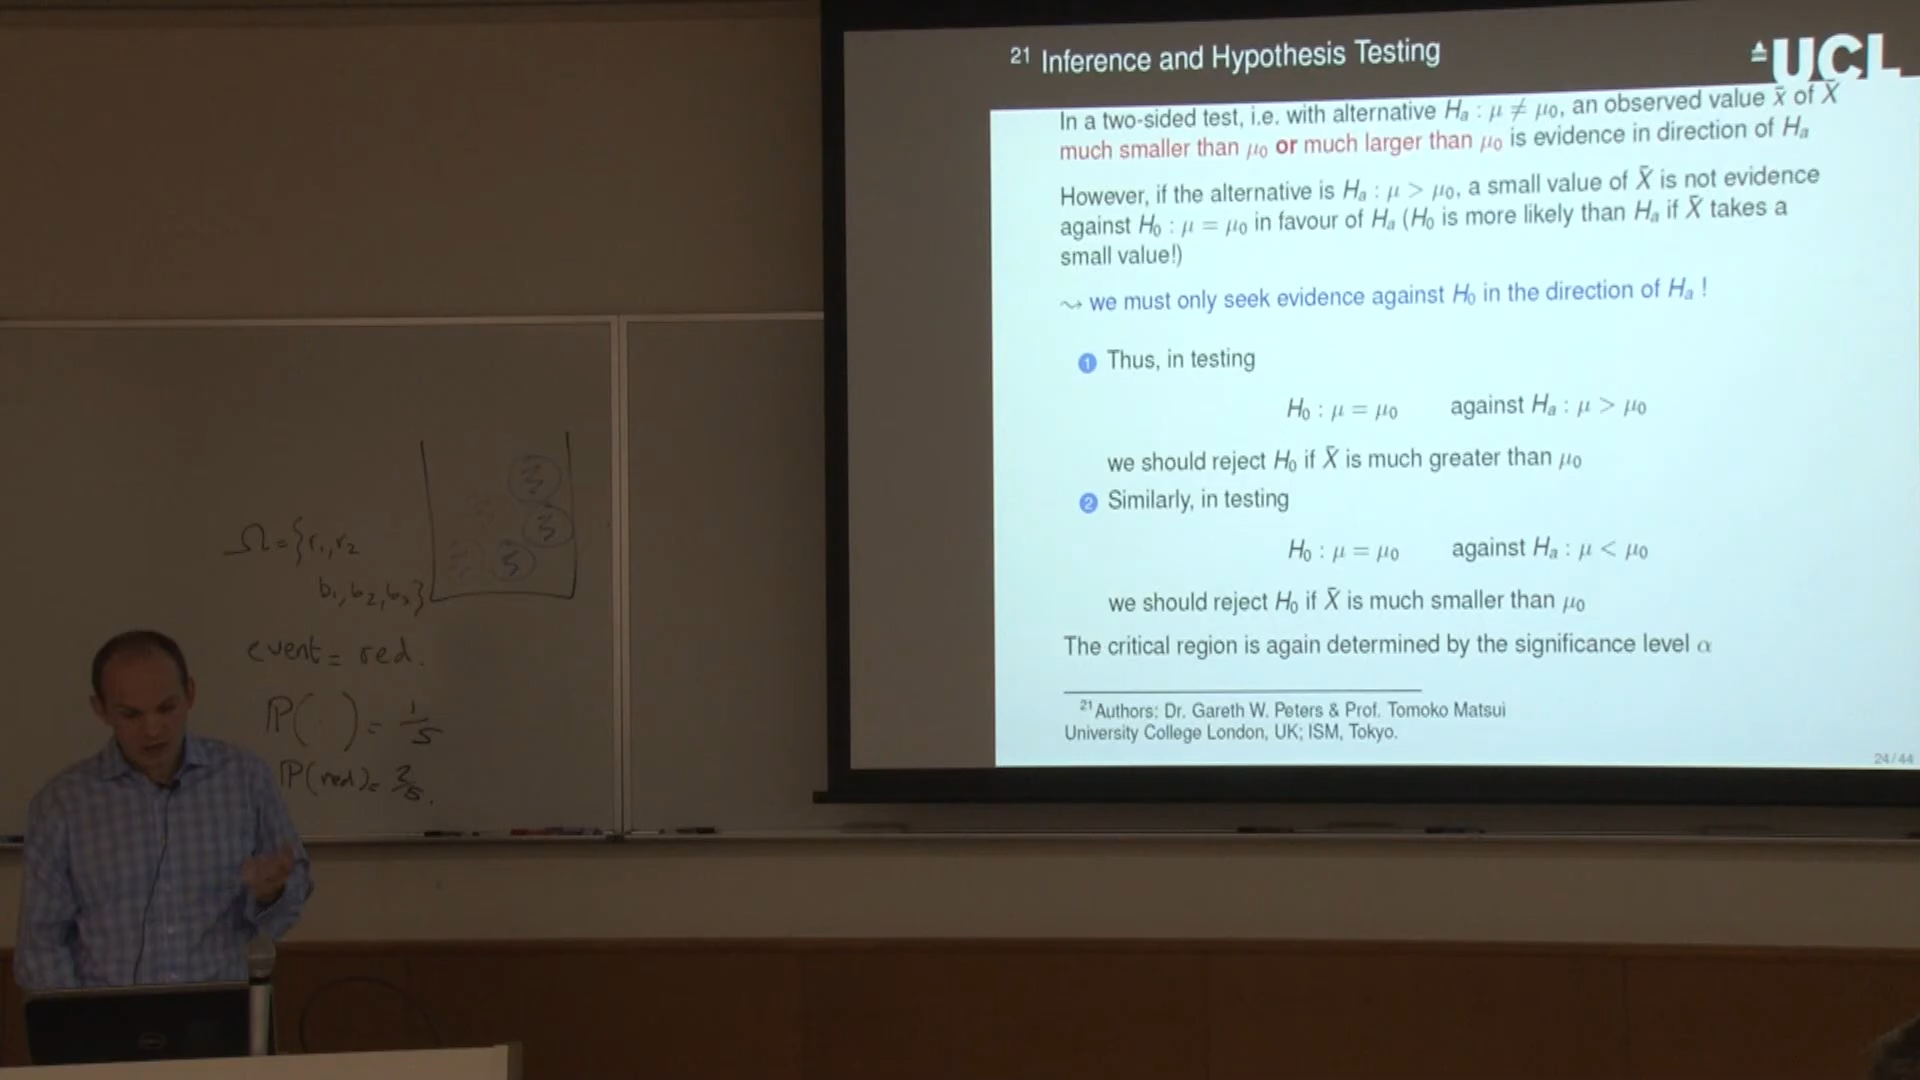 21 Inference and Hypothesis Testing
UCL
In a two-sided test, i.e. with alternative Hₐ : μ ≠ μ₀, an observed value x̄ of X̄
much smaller than μ₀ or much larger than μ₀ is evidence in direction of Hₐ
However, if the alternative is Hₐ : μ > μ₀, a small value of X̄ is not evidence
against H₀ : μ = μ₀ in favour of Hₐ (H₀ is more likely than Hₐ if X̄ takes a
small value!)
⇝ we must only seek evidence against H₀ in the direction of Hₐ !
1 Thus, in testing
H₀ : μ = μ₀ against Hₐ : μ > μ₀
we should reject H₀ if X̄ is much greater than μ₀
2 Similarly, in testing
H₀ : μ = μ₀ against Hₐ : μ < μ₀
we should reject H₀ if X̄ is much smaller than μ₀
The critical region is again determined by the significance level α
21 Authors: Dr. Gareth W. Peters & Prof. Tomoko Matsui
University College London, UK; ISM, Tokyo.
24/44
Ω={r₁,r₂
b₁,b₂,b₃}
event= red.
P( · ) = 1/5
P(red)= 2/5.